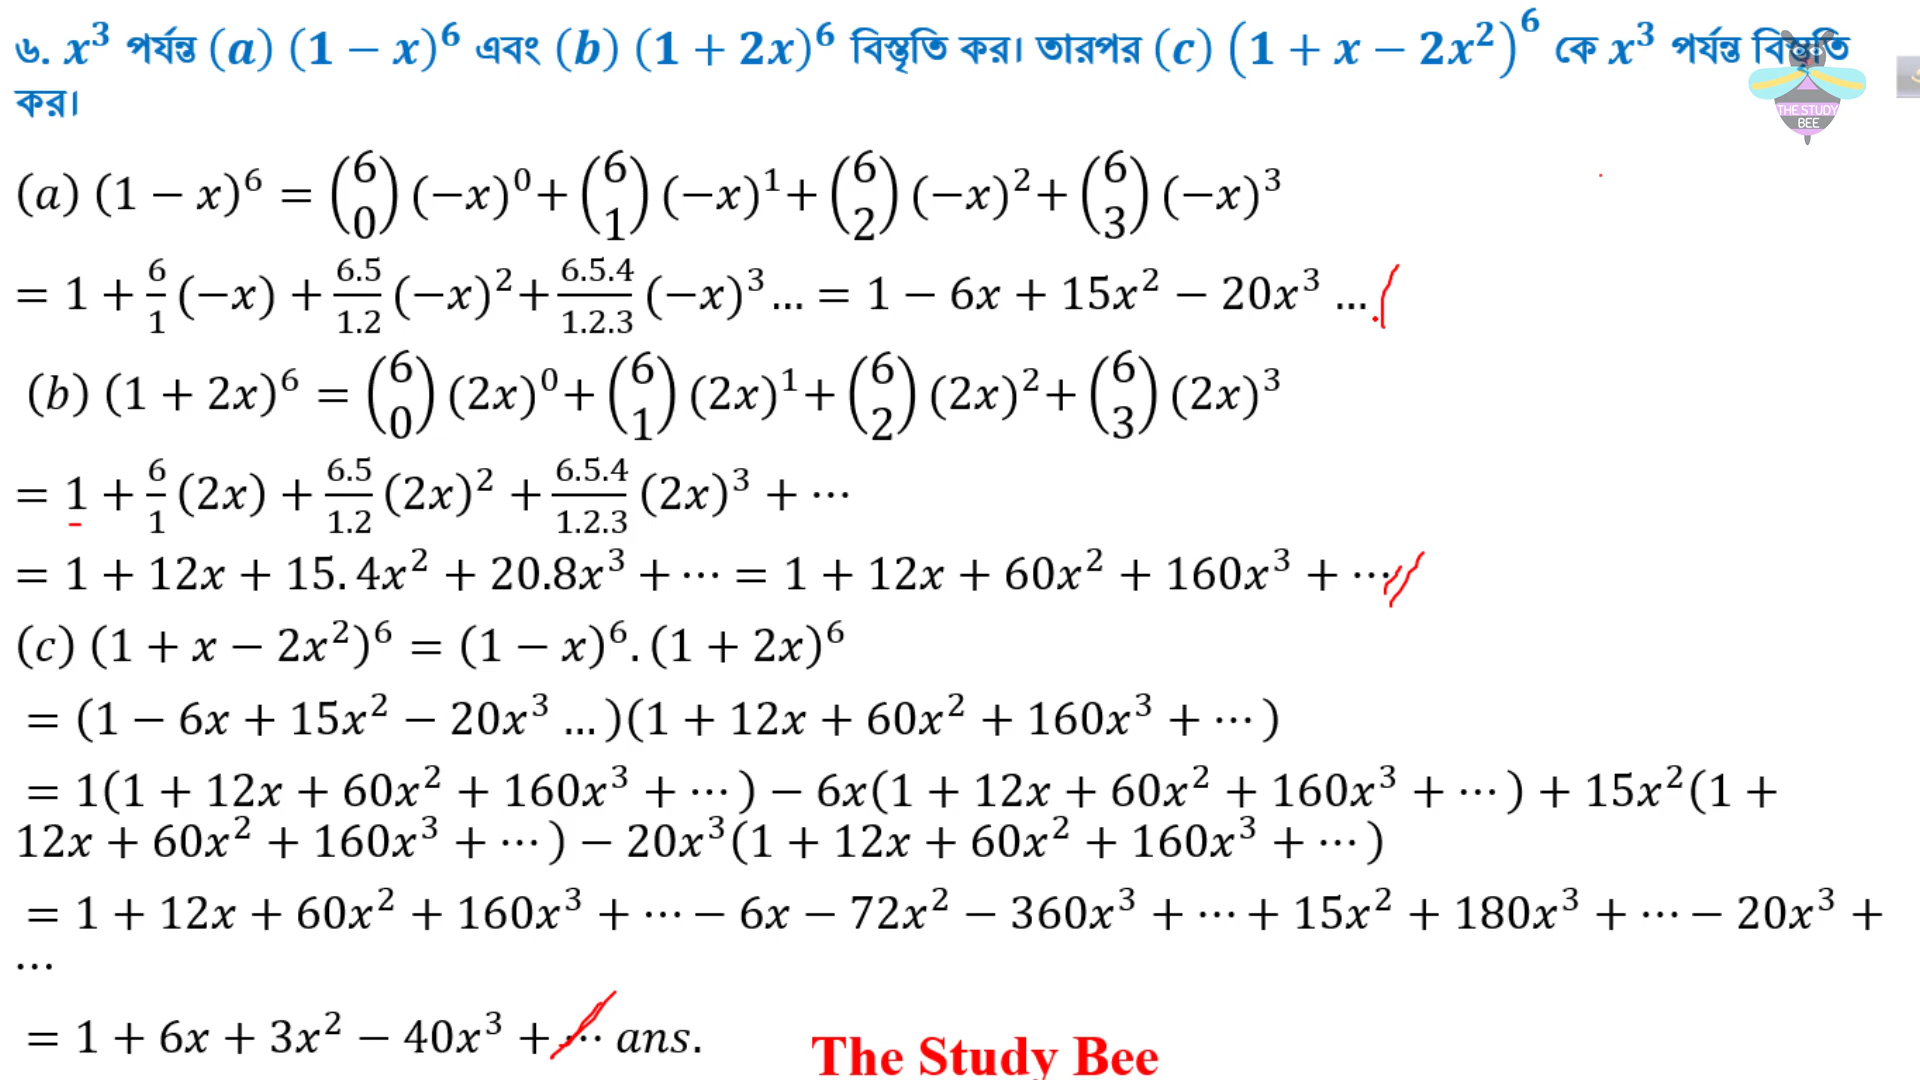 ৬. x³ পর্যন্ত (a) (1 − x)⁶ এবং (b) (1 + 2x)⁶ বিস্তৃতি কর। তারপর (c) (1 + x − 2x²)⁶ কে x³ পর্যন্ত বিস্তৃতি
কর।
THE STUDY
BEE
(a) (1 − x)⁶ = (6 0) (−x)⁰+ (6 1) (−x)¹+ (6 2) (−x)²+ (6 3) (−x)³
= 1 + 6/1 (−x) + 6.5/1.2 (−x)²+ 6.5.4/1.2.3 (−x)³ … = 1 − 6x + 15x² − 20x³ …
(b) (1 + 2x)⁶ = (6 0) (2x)⁰+ (6 1) (2x)¹+ (6 2) (2x)²+ (6 3) (2x)³
= 1 + 6/1 (2x) + 6.5/1.2 (2x)² + 6.5.4/1.2.3 (2x)³ + ⋯
= 1 + 12x + 15. 4x² + 20.8x³ + ⋯ = 1 + 12x + 60x² + 160x³ + ⋯
(c) (1 + x − 2x²)⁶ = (1 − x)⁶. (1 + 2x)⁶
= (1 − 6x + 15x² − 20x³ … )(1 + 12x + 60x² + 160x³ + ⋯ )
= 1(1 + 12x + 60x² + 160x³ + ⋯ ) − 6x(1 + 12x + 60x² + 160x³ + ⋯ ) + 15x²(1 +
12x + 60x² + 160x³ + ⋯ ) − 20x³(1 + 12x + 60x² + 160x³ + ⋯ )
= 1 + 12x + 60x² + 160x³ + ⋯ − 6x − 72x² − 360x³ + ⋯ + 15x² + 180x³ + ⋯ − 20x³ +
⋯
= 1 + 6x + 3x² − 40x³ + ⋯ ans.
The Study Bee